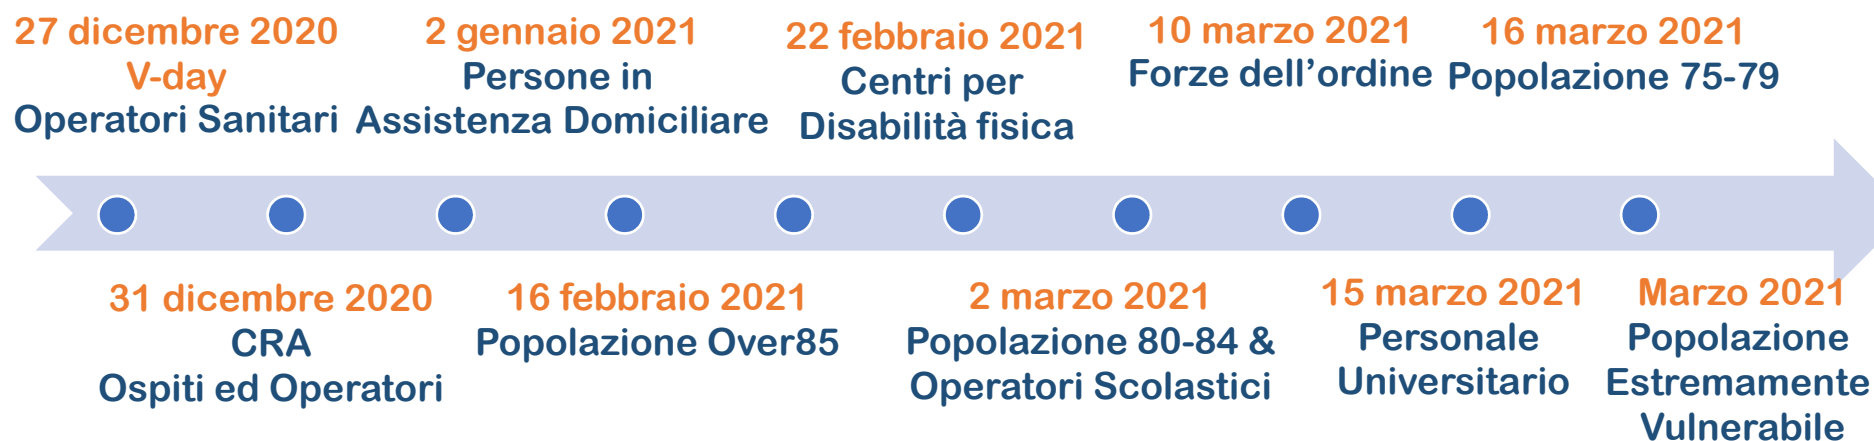 27 dicembre 2020
V-day
Operatori Sanitari
31 dicembre 2020
CRA
Ospiti ed Operatori
2 gennaio 2021
Persone in
Assistenza Domiciliare
16 febbraio 2021
Popolazione Over85
22 febbraio 2021
Centri per
Disabilità fisica
2 marzo 2021
Popolazione 80-84 &
Operatori Scolastici
10 marzo 2021
Forze dell'ordine
15 marzo 2021
Personale
Universitario
16 marzo 2021
Popolazione 75-79
Marzo 2021
Popolazione
Estremamente
Vulnerabile